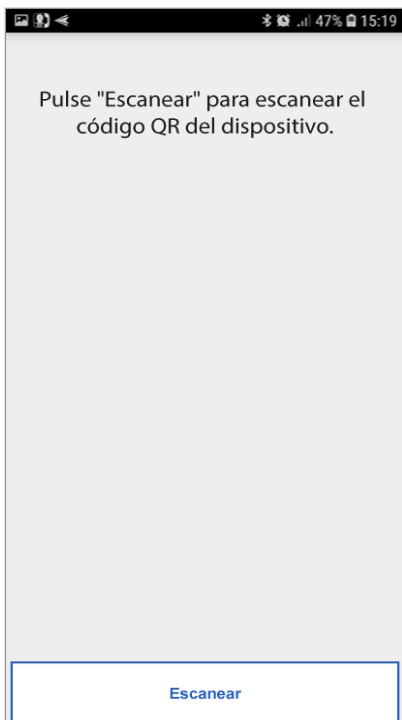 47% 15:19
Pulse "Escanear" para escanear el
código QR del dispositivo.
Escanear